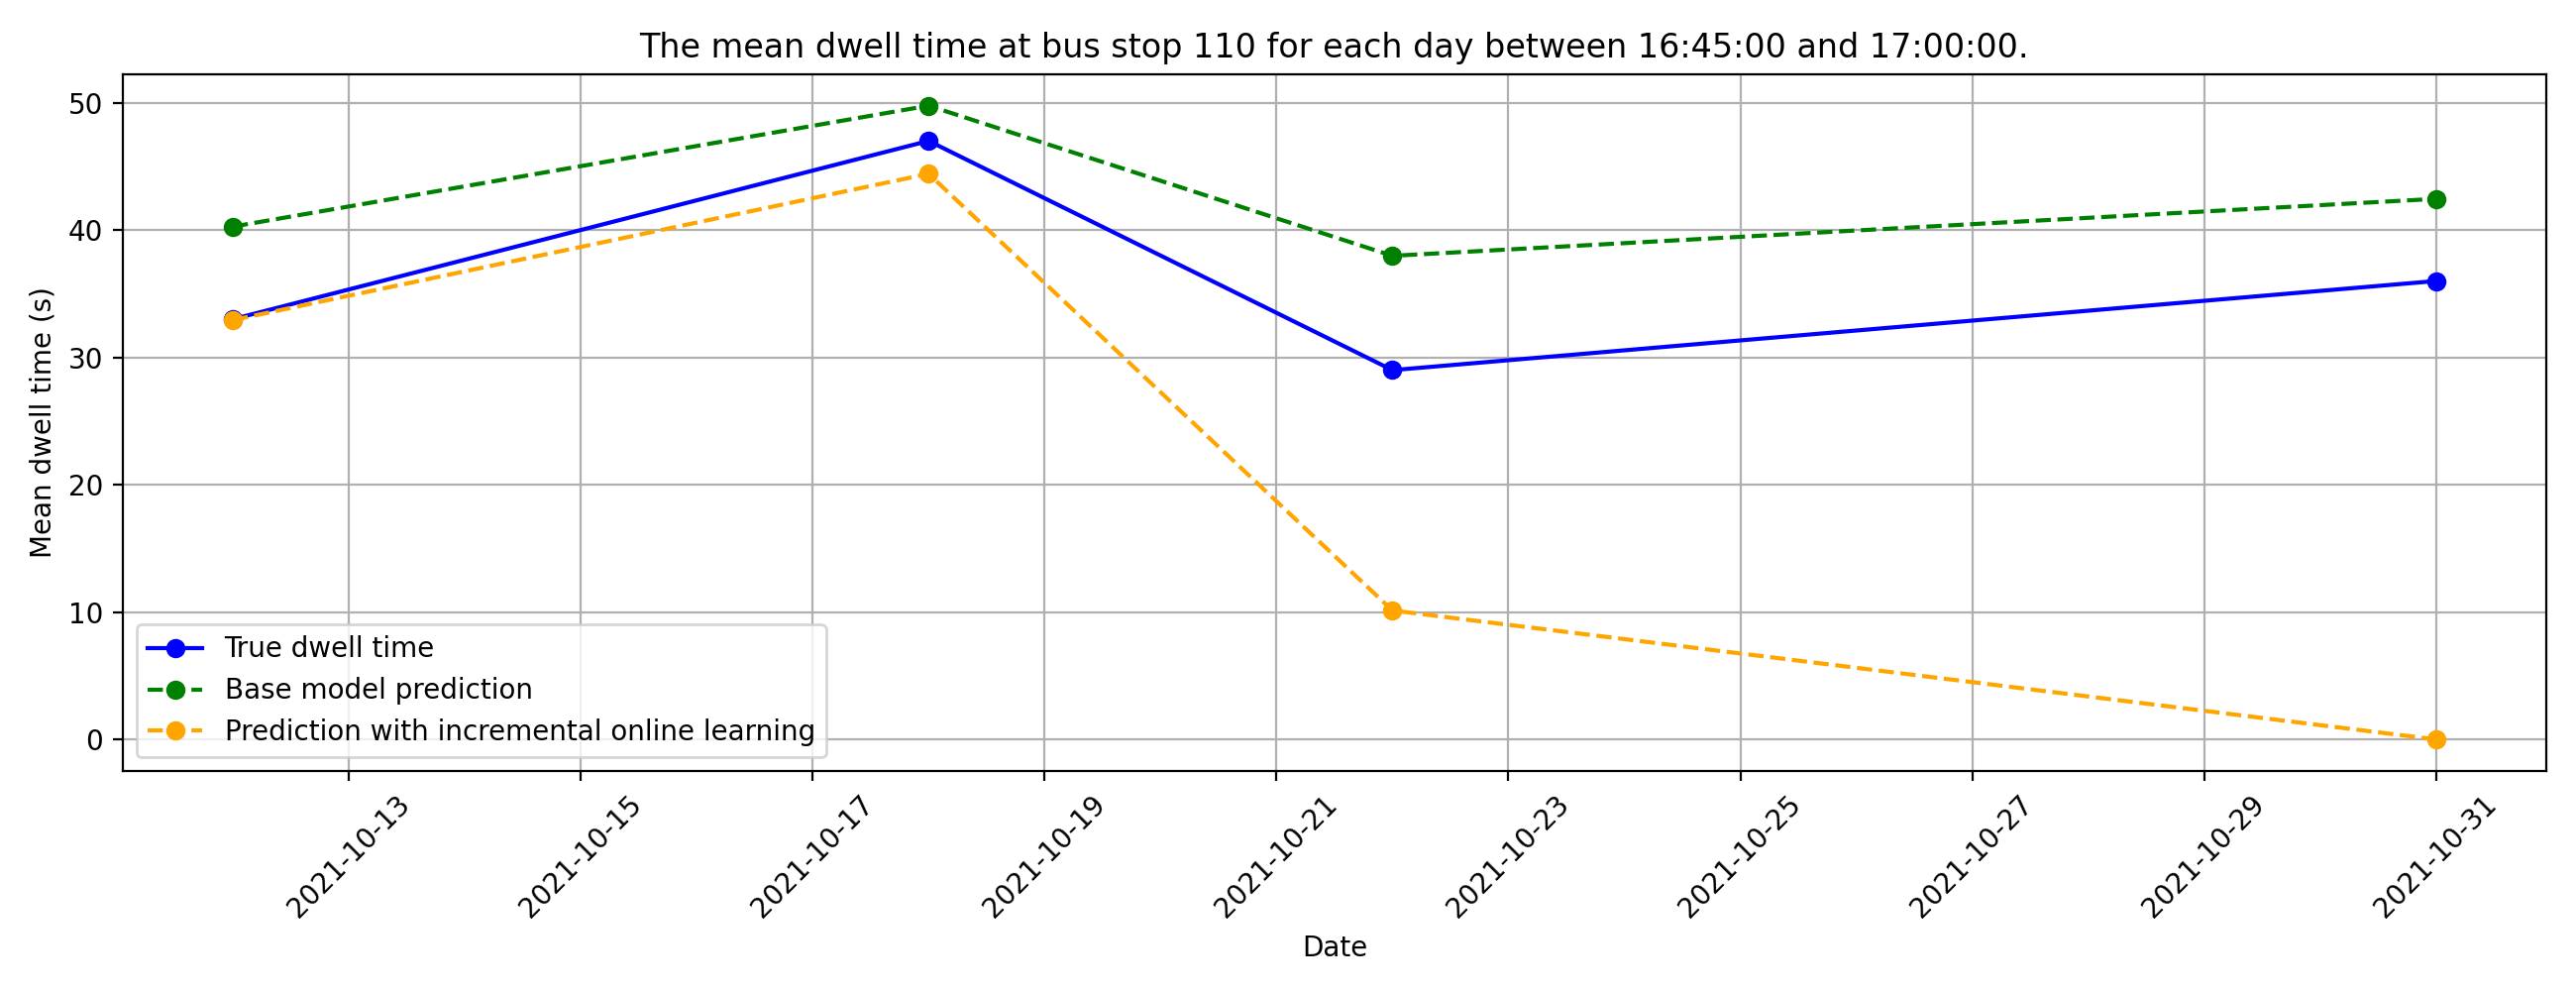 The mean dwell time at bus stop 110 for each day between 16:45:00 and 17:00:00.
Mean dwell time (s)
50
40
30
20
10
0
True dwell time
Base model prediction
Prediction with incremental online learning
2021-10-13
2021-10-15
2021-10-17
2021-10-19
2021-10-21
2021-10-23
2021-10-25
2021-10-27
2021-10-29
2021-10-31
Date